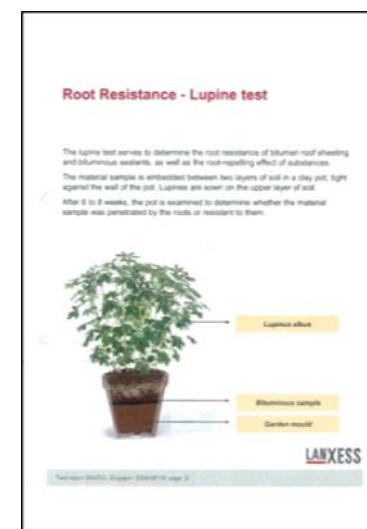 Root Resistance - Lupine test
The lupine test serves to determine the root resistance of bitumen roof sheeting
and bituminous sealants, as well as the root-repelling effect of substances.
The material sample is embedded between two layers of soil in a clay pot, tight
against the wall of the pot. Lupines are sown on the upper layer of soil.
After 6 to 8 weeks, the pot is examined to determine whether the material
sample was penetrated by the roots or resistant to them.
Lupinus albus
Bituminous sample
Garden mould
LANXESS
page